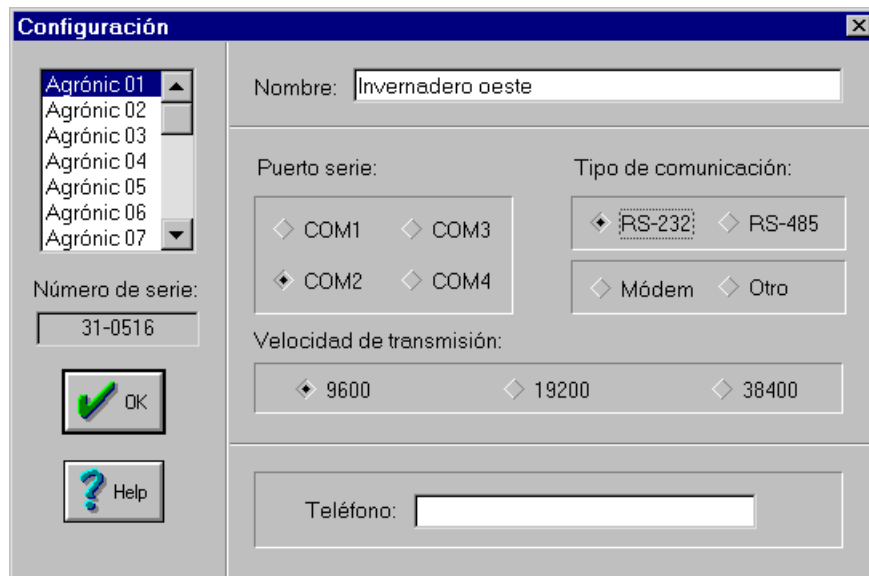 Configuración
Agrónic 01
Agrónic 02
Agrónic 03
Agrónic 04
Agrónic 05
Agrónic 06
Agrónic 07
Número de serie:
31-0516
OK
Help
Nombre: Invernadero oeste
Puerto serie:
COM1 COM3
COM2 COM4
Tipo de comunicación:
RS-232 RS-485
Módem Otro
Velocidad de transmisión:
9600 19200 38400
Teléfono: